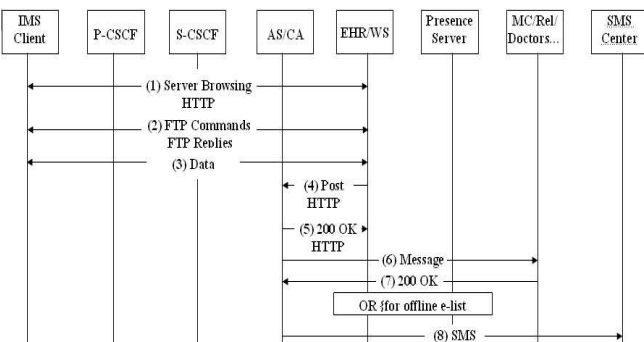 IMS
Client
P-CSCF
S-CSCF
AS/CA
EHR/WS
Presence
Server
MC/Rel/
Doctors...
SMS
Center
(1) Server Browsing
HTTP
(2) FTP Commands
FTP Replies
(3) Data
(4) Post
HTTP
(5) 200 OK
HTTP
(6) Message
(7) 200 OK
OR {for offline e-list
(8) SMS